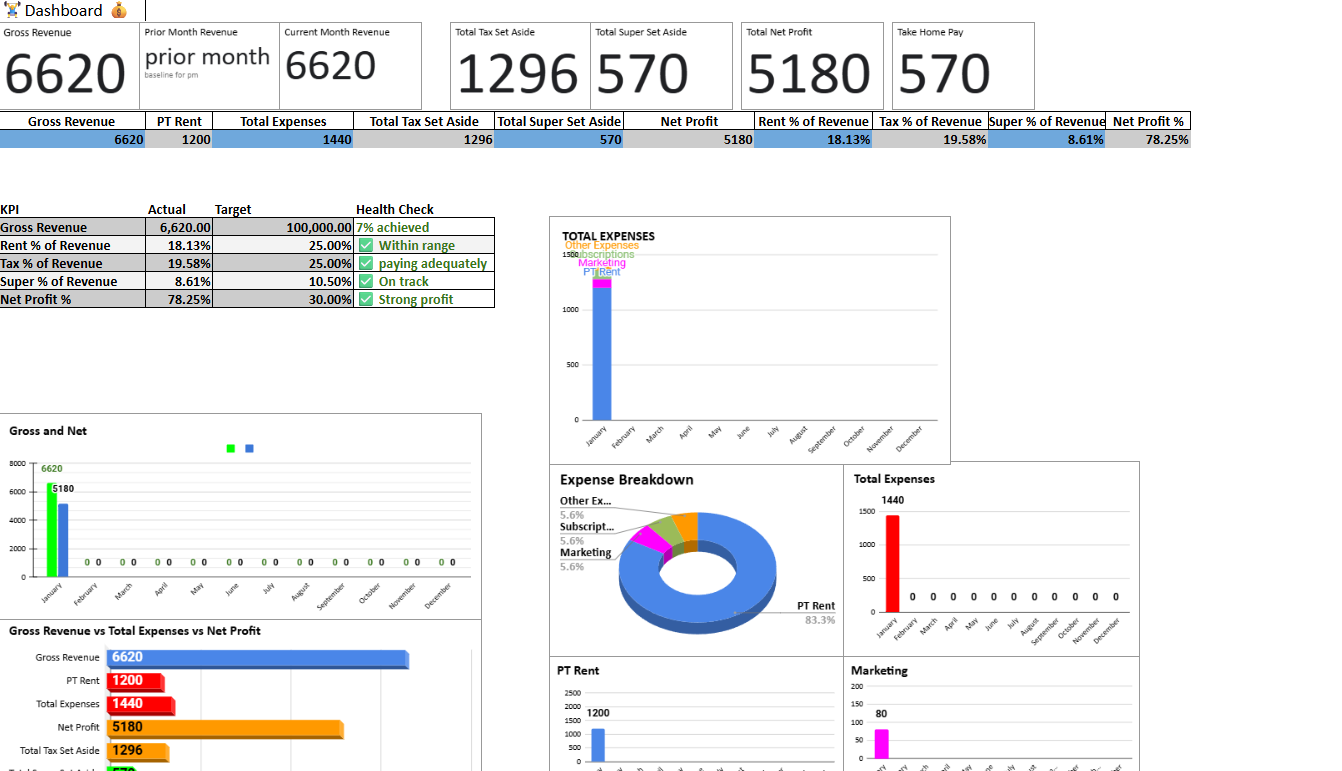 🏋️ Dashboard 💰
Gross Revenue
6620
Prior Month Revenue
prior month
baseline for pm
Current Month Revenue
6620
Total Tax Set Aside
1296
Total Super Set Aside
570
Total Net Profit
5180
Take Home Pay
570
Gross Revenue PT Rent Total Expenses Total Tax Set Aside Total Super Set Aside Net Profit Rent % of Revenue Tax % of Revenue Super % of Revenue Net Profit %
6620 1200 1440 1296 570 5180 18.13% 19.58% 8.61% 78.25%
KPI Actual Target Health Check
Gross Revenue 6,620.00 100,000.00 7% achieved
Rent % of Revenue 18.13% 25.00% ✅ Within range
Tax % of Revenue 19.58% 25.00% ✅ paying adequately
Super % of Revenue 8.61% 10.50% ✅ On track
Net Profit % 78.25% 30.00% ✅ Strong profit
TOTAL EXPENSES
Other Expenses
Subscriptions
Marketing
PT Rent
1500
1000
500
0
January February March April May June July August September October November December
Gross and Net
8000
6000
4000
2000
0
6620
5180
0 0 0 0 0 0 0 0 0 0 0 0 0 0 0 0 0 0 0 0 0 0
January February March April May June July August September October November December
Expense Breakdown
Other Ex...
5.6%
Subscript...
5.6%
Marketing
5.6%
PT Rent
83.3%
Total Expenses
1440
1500
1000
500
0
0 0 0 0 0 0 0 0 0 0 0
January February March April May June July August September October November December
Gross Revenue vs Total Expenses vs Net Profit
Gross Revenue 6620
PT Rent 1200
Total Expenses 1440
Net Profit 5180
Total Tax Set Aside 1296
PT Rent
2500
2000
1500
1000
500
0
1200
Marketing
200
150
100
50
0
80